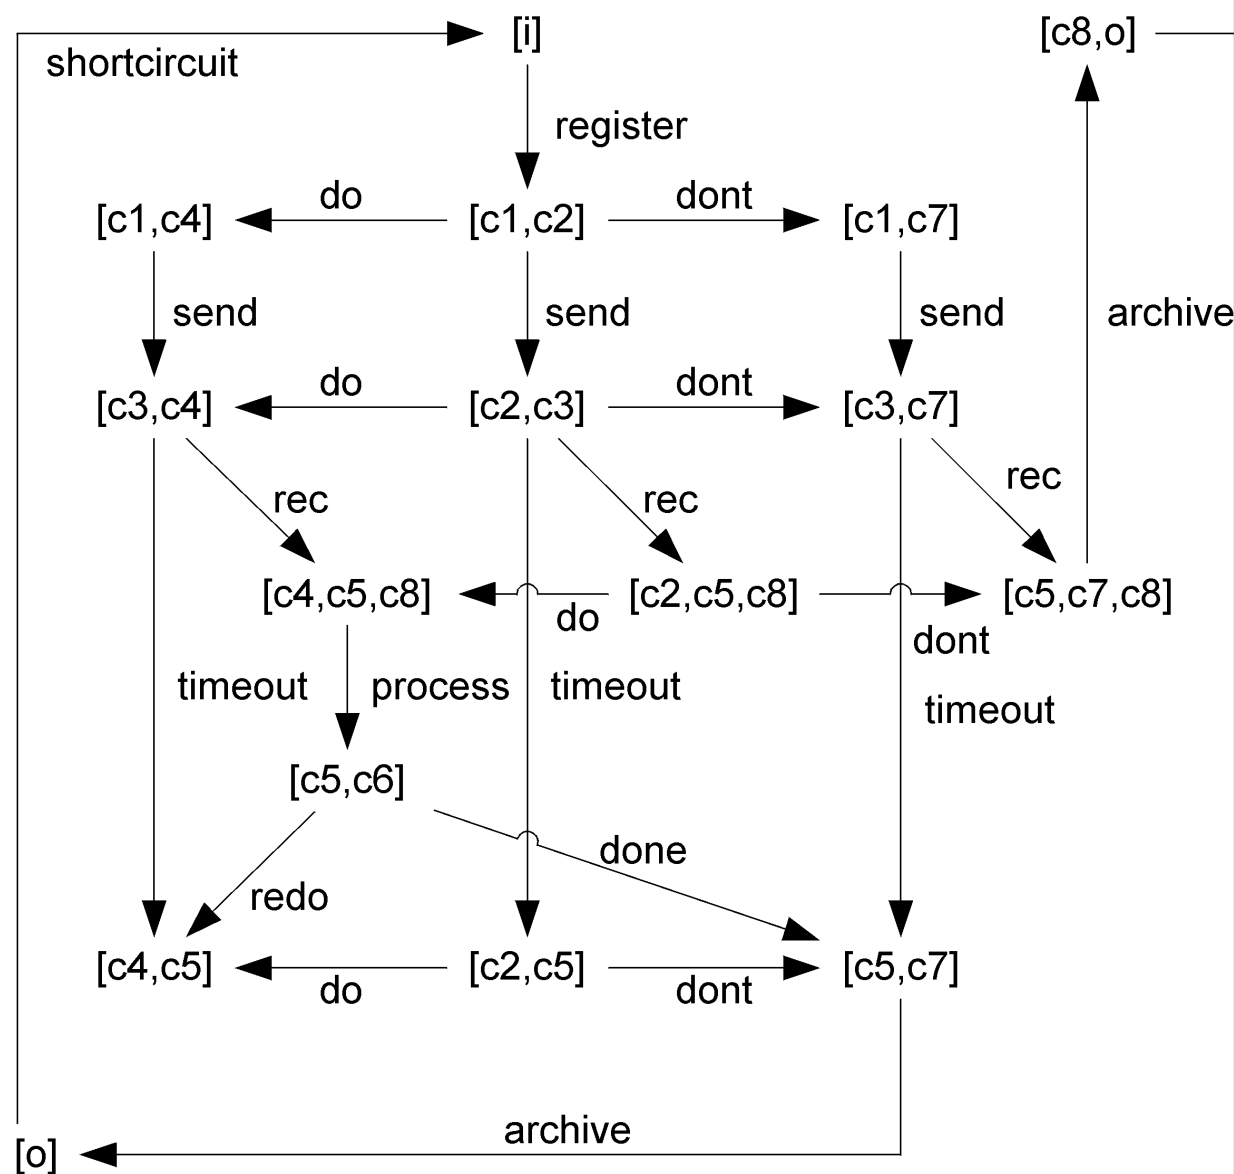 [i] [c8,o]
shortcircuit
register
do dont
[c1,c4] [c1,c2] [c1,c7]
send send send archive
do dont
[c3,c4] [c2,c3] [c3,c7]
rec rec rec
[c4,c5,c8] [c2,c5,c8] [c5,c7,c8]
do dont
timeout process timeout timeout
[c5,c6]
done
redo
[c4,c5] [c2,c5] [c5,c7]
do dont
archive
[o]